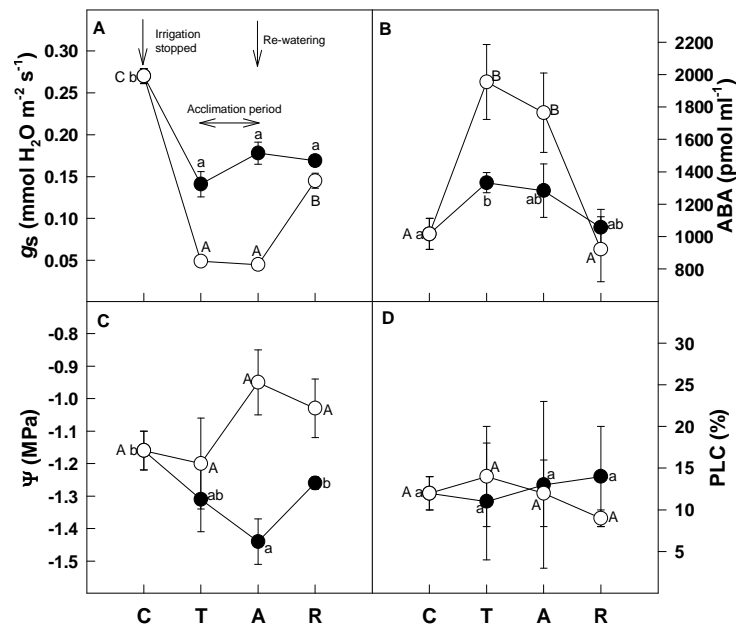 A
Irrigation
stopped
Re-watering
Acclimation period
0.30
0.25
0.20
0.15
0.10
0.05
gs (mmol H2O m-2 s-1)
C b
a
a
a
A
A
B
B
2200
2000
1800
1600
1400
1200
1000
800
ABA (pmol ml-1)
A a
B
B
b
ab
ab
A
C
-0.8
-0.9
-1.0
-1.1
-1.2
-1.3
-1.4
-1.5
Ψ (MPa)
A b
A
A
A
ab
a
b
D
30
25
20
15
10
5
PLC (%)
A a
A
a
a
A
a
A
C T A R
C T A R